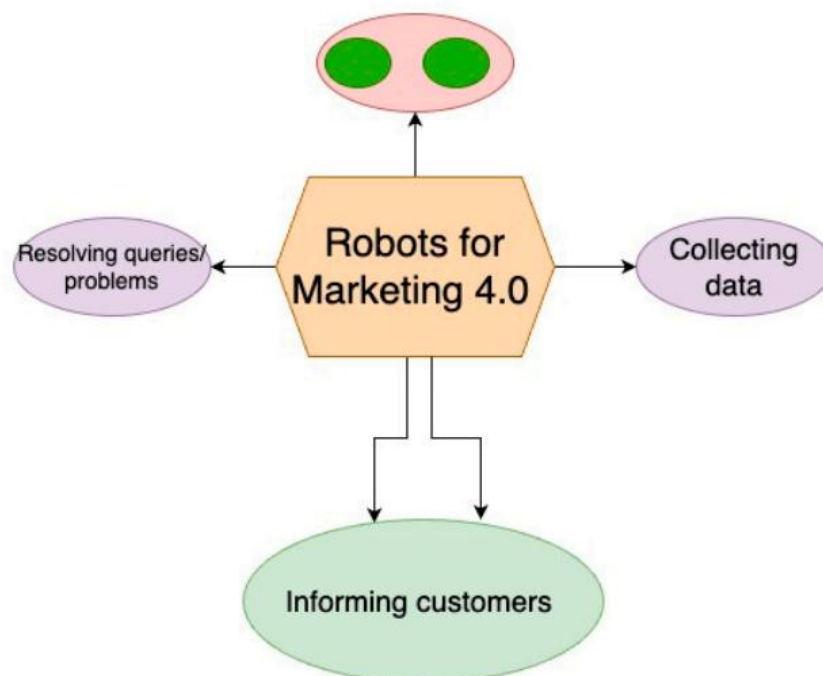 Robots for
Marketing 4.0
Resolving queries/
problems
Collecting
data
Informing customers